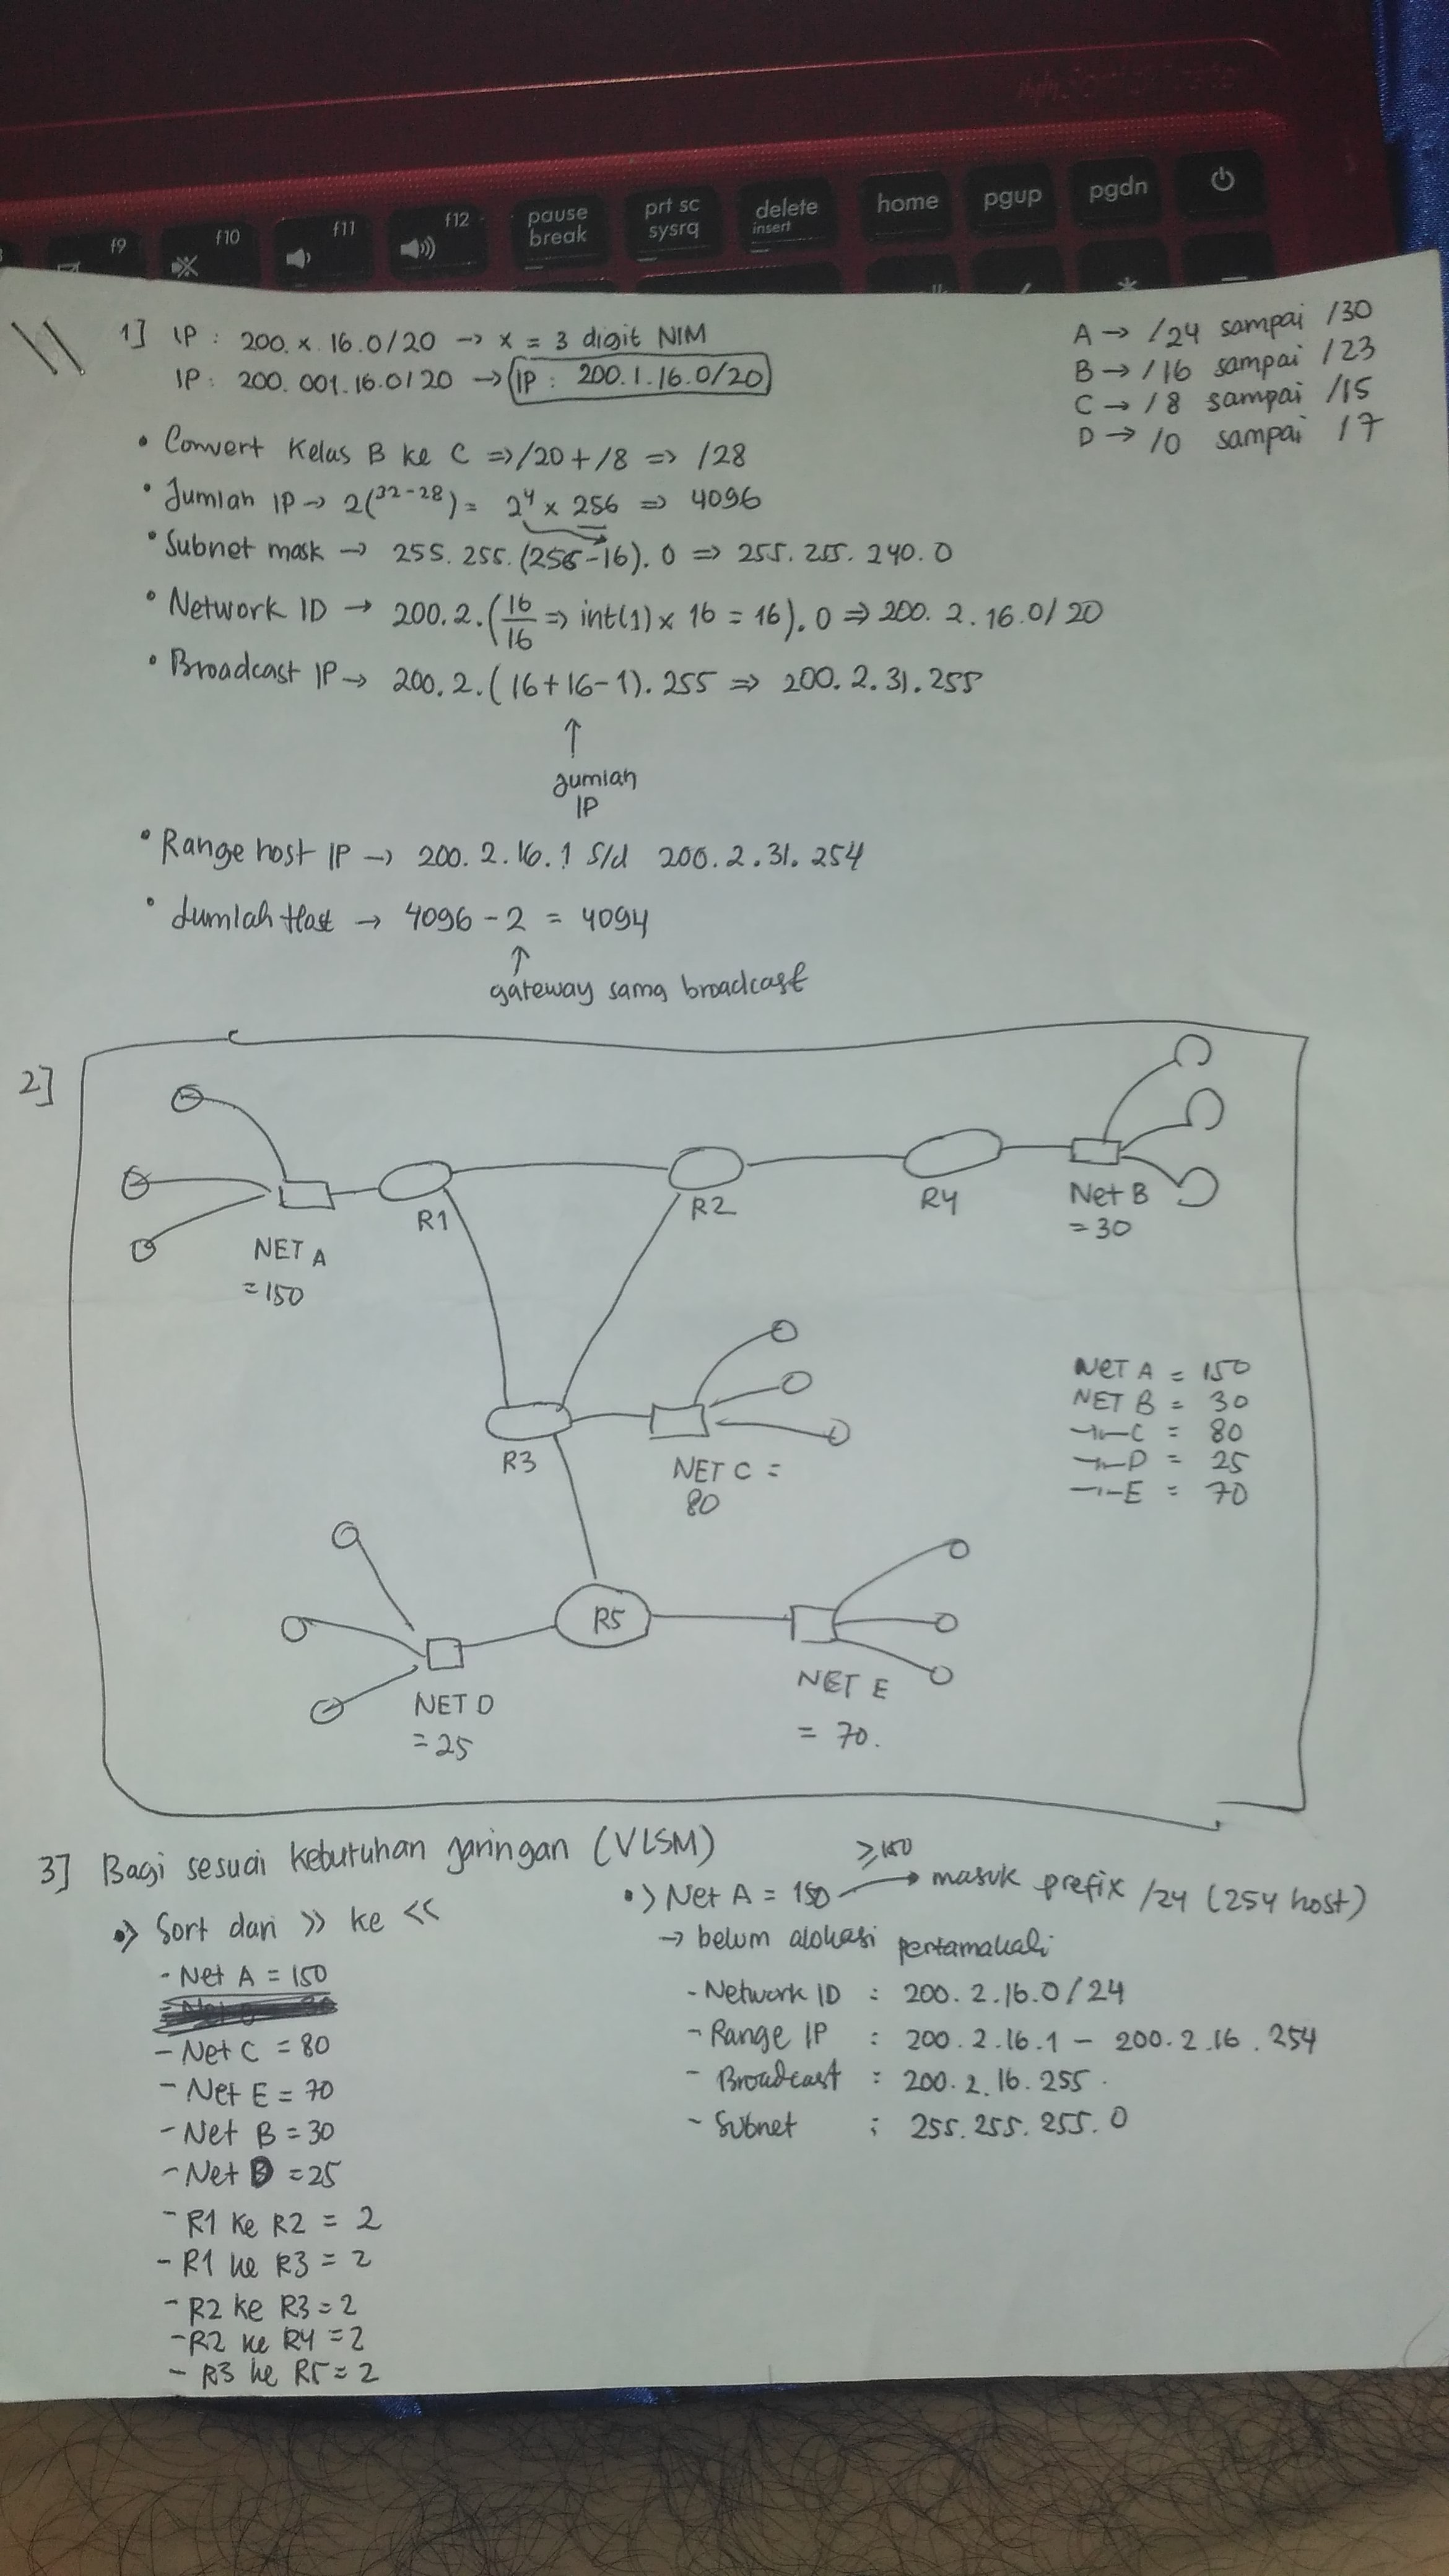 f9
f10
f11
f12
pause
break
prt sc
sysrq
delete
insert
home
pgup
pgdn
1] IP : 200.x.16.0/20 → x = 3 digit NIM
IP : 200.001.16.0/20 → IP : 200.1.16.0/20
A → /24 sampai /30
B → /16 sampai /23
C → /8 sampai /15
D → /0 sampai /7
• Convert Kelas B ke C => /20 + /8 => /28
• Jumlah IP → 2(³²⁻²⁸) = 2⁴ x 256 => 4096
• Subnet mask → 255.255.(256-16).0 => 255.255.240.0
• Network ID → 200.2.(16/16 => int(1) x 16 = 16).0 => 200.2.16.0/20
• Broadcast IP → 200.2.(16+16-1).255 => 200.2.31.255
↑
jumlah
IP
• Range host IP → 200.2.16.1 s/d 200.2.31.254
• Jumlah Host → 4096 - 2 = 4094
↑
gateway sama broadcast
2]
R1
R2
R4
Net B
= 30
NET A
= 150
R3
NET C =
80
NET A = 150
NET B = 30
-"-C = 80
-"-D = 25
-"-E = 70
R5
NET D
= 25
NET E
= 70.
3] Bagi sesuai kebutuhan jaringan (VLSM)
•> Sort dari >> ke <<
- Net A = 150
- Net C = 80
- Net E = 70
- Net B = 30
- Net D = 25
- R1 ke R2 = 2
- R1 ke R3 = 2
- R2 ke R3 = 2
- R2 ke R4 = 2
- R3 ke R5 = 2
≥150
•> Net A = 150 → masuk prefix /24 (254 host)
→ belum alokasi pertamakali
- Network ID : 200.2.16.0/24
- Range IP : 200.2.16.1 - 200.2.16.254
- Broadcast : 200.2.16.255
- Subnet : 255.255.255.0